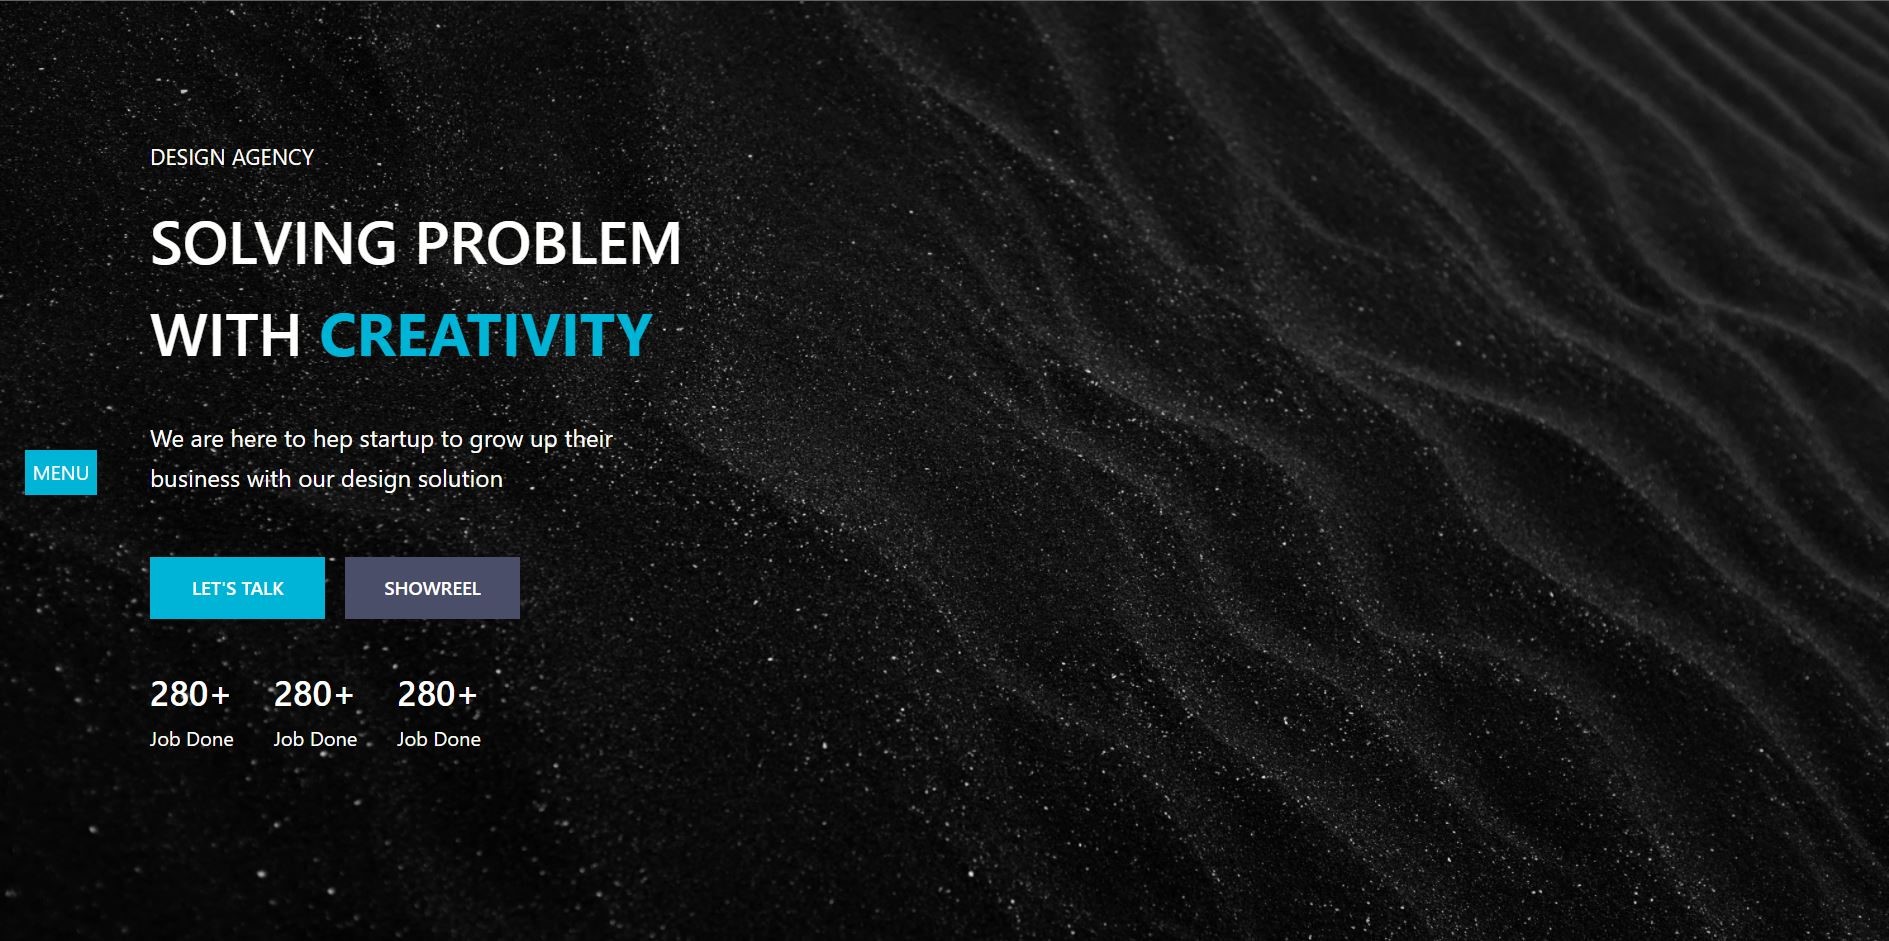 DESIGN AGENCY
SOLVING PROBLEM
WITH CREATIVITY
We are here to hep startup to grow up their
business with our design solution
MENU
LET'S TALK SHOWREEL
280+ 280+ 280+
Job Done Job Done Job Done